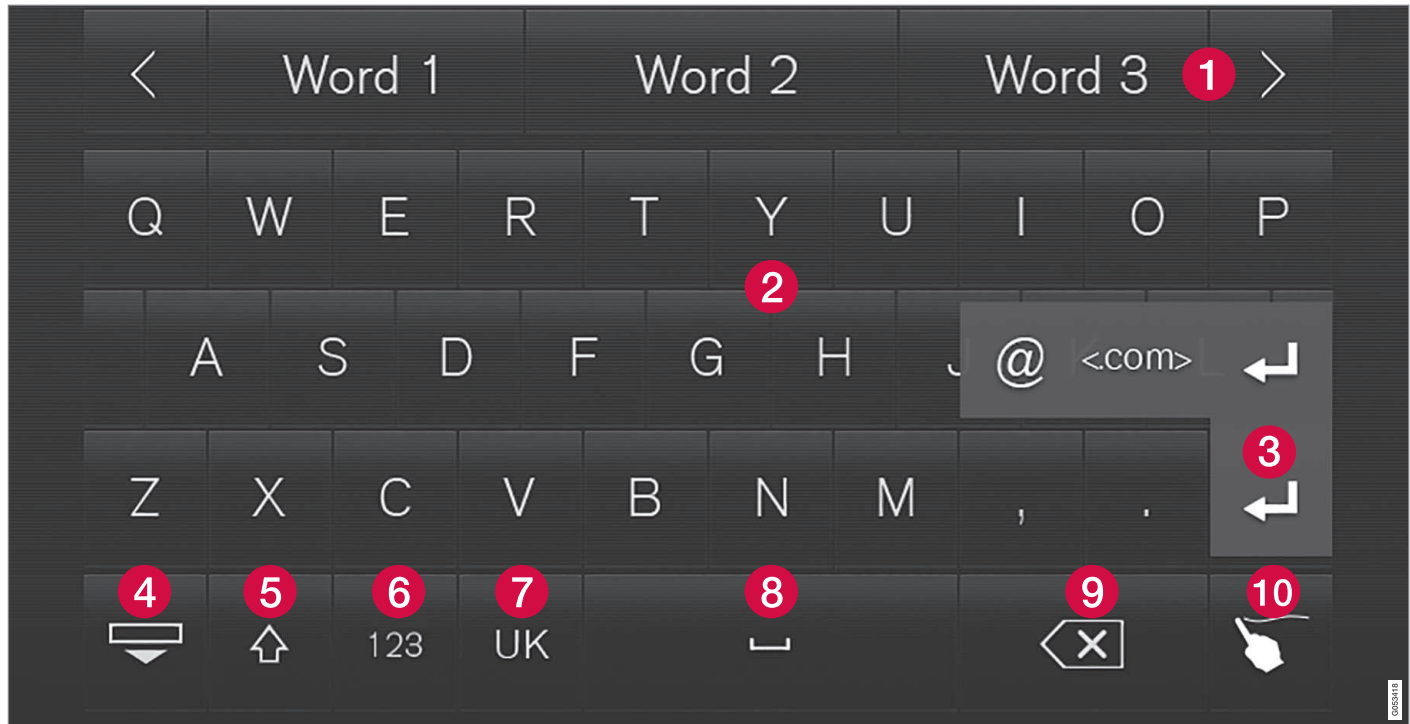 < Word 1 Word 2 Word 3 1 >
Q W E R T Y U I O P
2
A S D F G H J @ K <.com> L
3
Z X C V B N M , .
4 5 6 7 8 9 10
123 UK
G053418